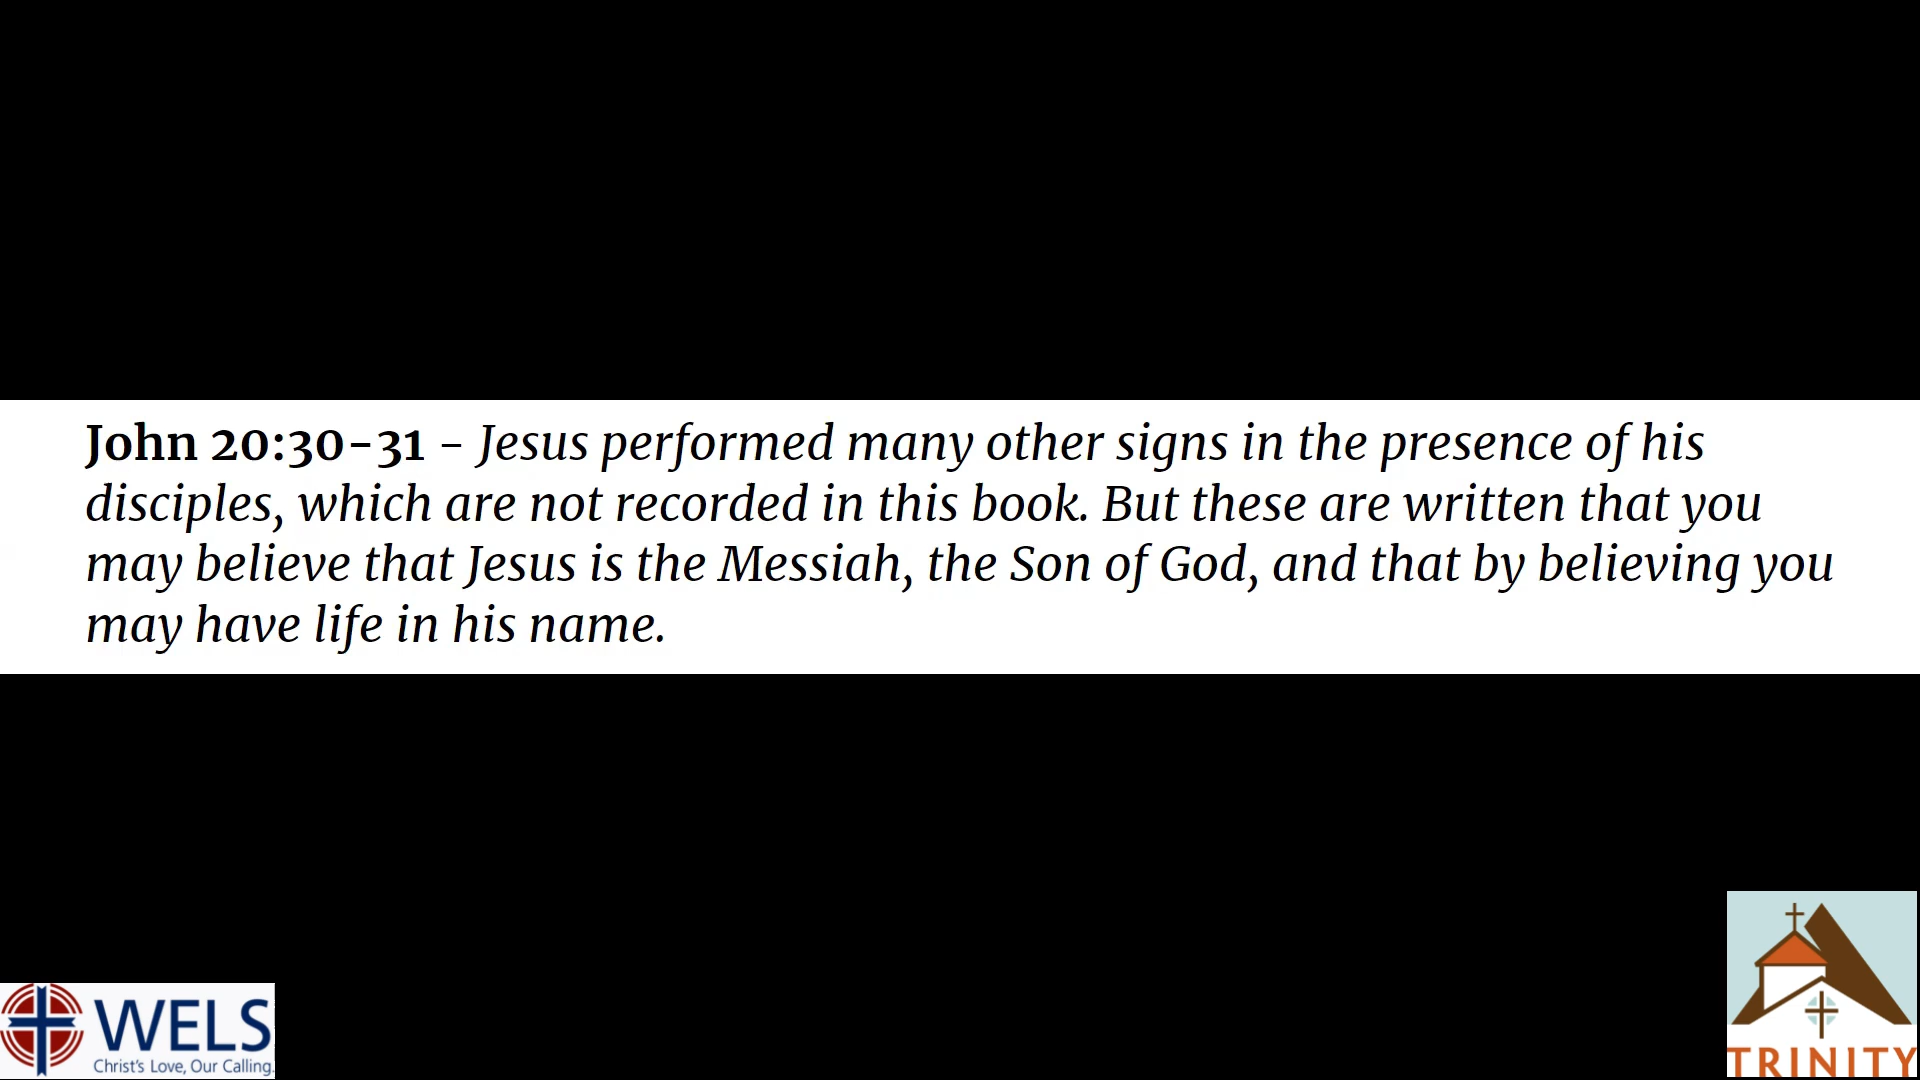 John 20:30-31 - Jesus performed many other signs in the presence of his
disciples, which are not recorded in this book. But these are written that you
may believe that Jesus is the Messiah, the Son of God, and that by believing you
may have life in his name.
WELS
Christ's Love, Our Calling.
TRINITY